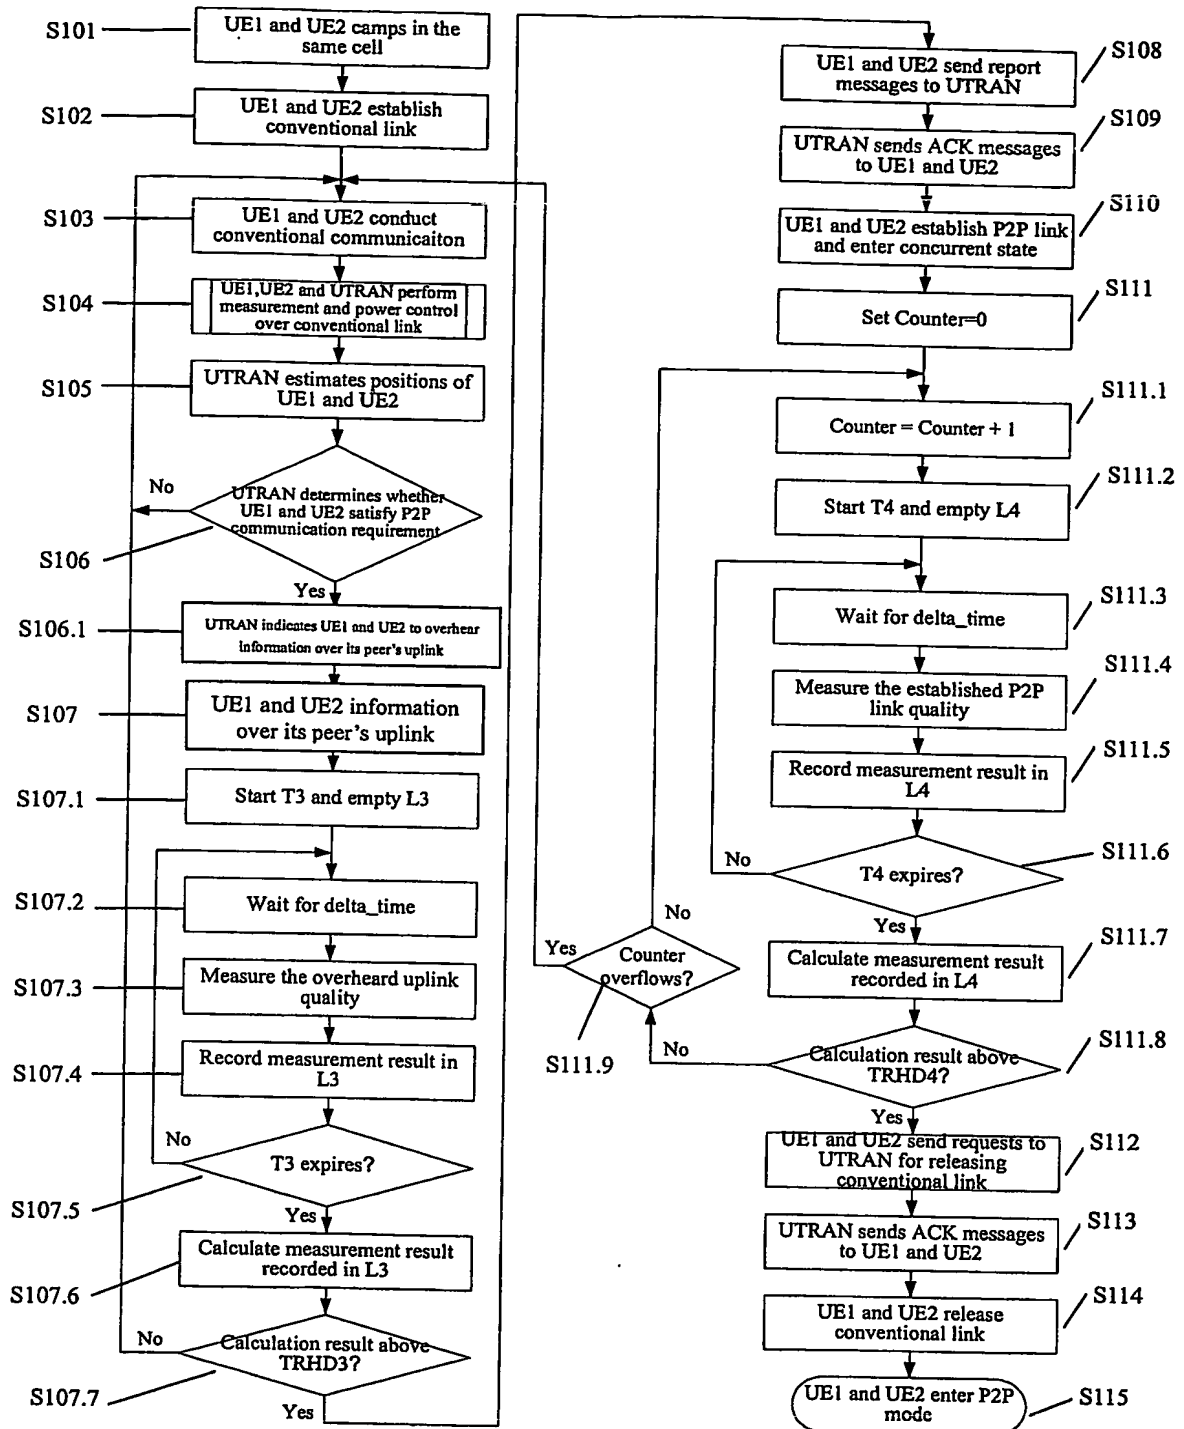 S101
UE1 and UE2 camps in the
same cell
S102
UE1 and UE2 establish
conventional link
S103
UE1 and UE2 conduct
conventional communicaiton
S104
UE1,UE2 and UTRAN perform
measurement and power control
over conventional link
S105
UTRAN estimates positions of
UE1 and UE2
No
UTRAN determines whether
UE1 and UE2 satisfy P2P
communication requirement
S106
Yes
S106.1
UTRAN indicates UE1 and UE2 to overhear
information over its peer's uplink
S107
UE1 and UE2 information
over its peer's uplink
S107.1
Start T3 and empty L3
S107.2
Wait for delta_time
S107.3
Measure the overheard uplink
quality
S107.4
Record measurement result in
L3
No
T3 expires?
S107.5
Yes
Calculate measurement result
recorded in L3
S107.6
No
Calculation result above
TRHD3?
S107.7
Yes
S108
UE1 and UE2 send report
messages to UTRAN
S109
UTRAN sends ACK messages
to UE1 and UE2
S110
UE1 and UE2 establish P2P link
and enter concurrent state
S111
Set Counter=0
S111.1
Counter = Counter + 1
S111.2
Start T4 and empty L4
S111.3
Wait for delta_time
S111.4
Measure the established P2P
link quality
S111.5
Record measurement result in
L4
S111.6
No
T4 expires?
Yes
S111.7
Calculate measurement result
recorded in L4
No
Yes
Counter
overflows?
S111.9
S111.8
No
Calculation result above
TRHD4?
Yes
S112
UE1 and UE2 send requests to
UTRAN for releasing
conventional link
S113
UTRAN sends ACK messages
to UE1 and UE2
S114
UE1 and UE2 release
conventional link
S115
UE1 and UE2 enter P2P
mode